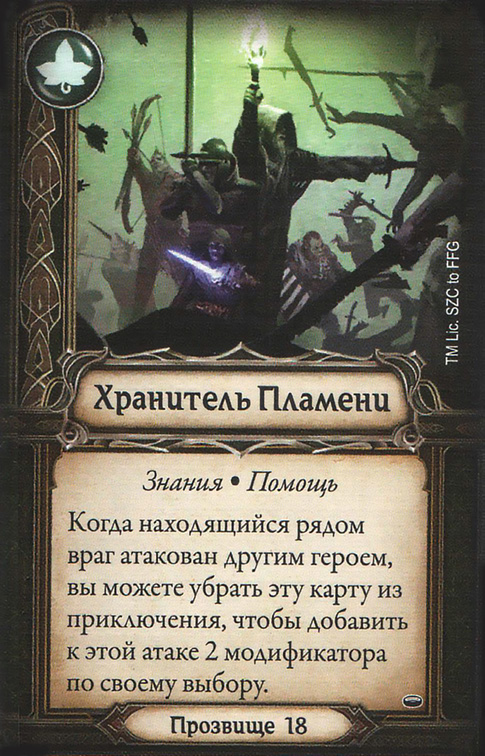 TM Lic. SZC to FFG
Хранитель Пламени
Знания • Помощь
Когда находящийся рядом
враг атакован другим героем,
вы можете убрать эту карту из
приключения, чтобы добавить
к этой атаке 2 модификатора
по своему выбору.
Прозвище 18